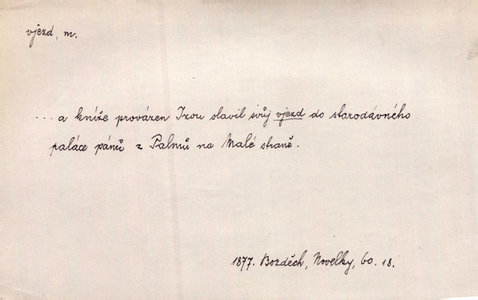 vjezd, m.
... a kníže provázen Izou slavil svůj vjezd do starodávného
paláce pánů z Palmů na Malé straně.
1877. Bozděch, Novelky, 60. 18.